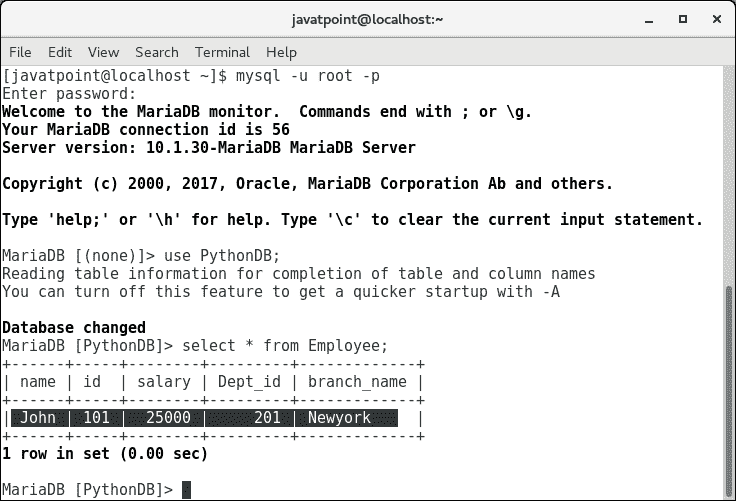 javatpoint@localhost:~
File Edit View Search Terminal Help
[javatpoint@localhost ~]$ mysql -u root -p
Enter password:
Welcome to the MariaDB monitor.  Commands end with ; or \g.
Your MariaDB connection id is 56
Server version: 10.1.30-MariaDB MariaDB Server
Copyright (c) 2000, 2017, Oracle, MariaDB Corporation Ab and others.
Type 'help;' or '\h' for help. Type '\c' to clear the current input statement.
MariaDB [(none)]> use PythonDB;
Reading table information for completion of table and column names
You can turn off this feature to get a quicker startup with -A
Database changed
MariaDB [PythonDB]> select * from Employee;
+------+-----+--------+---------+-------------+
| name | id  | salary | Dept_id | branch_name |
+------+-----+--------+---------+-------------+
| John | 101 |  25000 |     201 | Newyork     |
+------+-----+--------+---------+-------------+
1 row in set (0.00 sec)
MariaDB [PythonDB]>